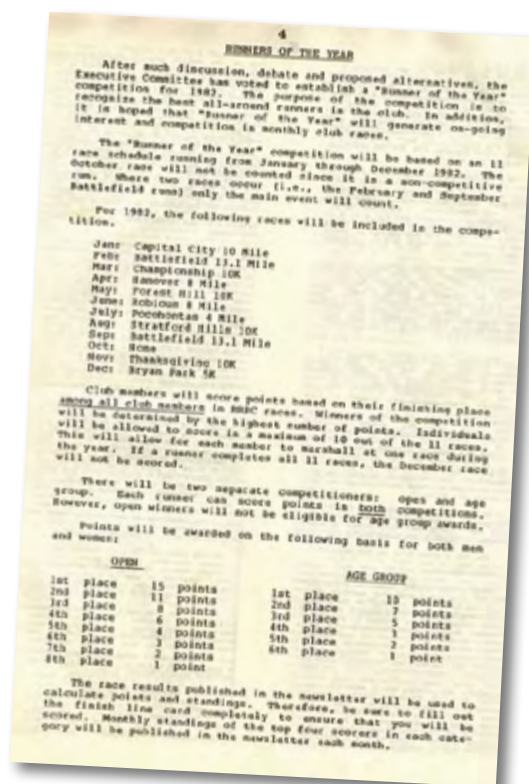 4
RUNNERS OF THE YEAR
After much discussion, debate and proposed alternatives, the
Executive Committee has voted to establish a "Runner of the Year"
competition for 1982. The purpose of the competition is to
recognize the best all-around runners in the club. In addition,
it is hoped that "Runner of the Year" will generate on-going
interest and competition in monthly club races.
The "Runner of the Year" competition will be based on an 11
race schedule running from January through December 1982. The
October race will not be counted since it is a non-competitive
run. Where two races occur (i.e., the February and September
Battlefield runs) only the main event will count.
For 1982, the following races will be included in the compe-
tition.
Jan: Capital City 10 Mile
Feb: Battlefield 13.1 Mile
Mar: Championship 10K
Apr: Hanover 8 Mile
May: Forest Hill 10K
June: Robious 8 Mile
July: Pocohontas 4 Mile
Aug: Stratford Hills 10K
Sep: Battlefield 13.1 Mile
Oct: None
Nov: Thanksgiving 10K
Dec: Bryan Park 5K
Club members will score points based on their finishing place
among all club members in RRRC races. Winners of the competition
will be determined by the highest number of points. Individuals
will be allowed to score in a maximum of 10 out of the 11 races.
This will allow for each member to marshall at one race during
the year. If a runner completes all 11 races, the December race
will not be scored.
There will be two separate competitioners: open and age
group. Each runner can score points in both competitions.
However, open winners will not be eligible for age group awards.
Points will be awarded on the following basis for both men
and women:
OPEN
1st place 15 points
2nd place 11 points
3rd place 8 points
4th place 6 points
5th place 4 points
6th place 3 points
7th place 2 points
8th place 1 point
AGE GROUP
1st place 10 points
2nd place 7 points
3rd place 5 points
4th place 3 points
5th place 2 points
6th place 1 point
The race results published in the newsletter will be used to
calculate points and standings. Therefore, be sure to fill out
the finish line card completely to ensure that you will be
scored. Monthly standings of the top four scorers in each cate-
gory will be published in the newsletter each month.